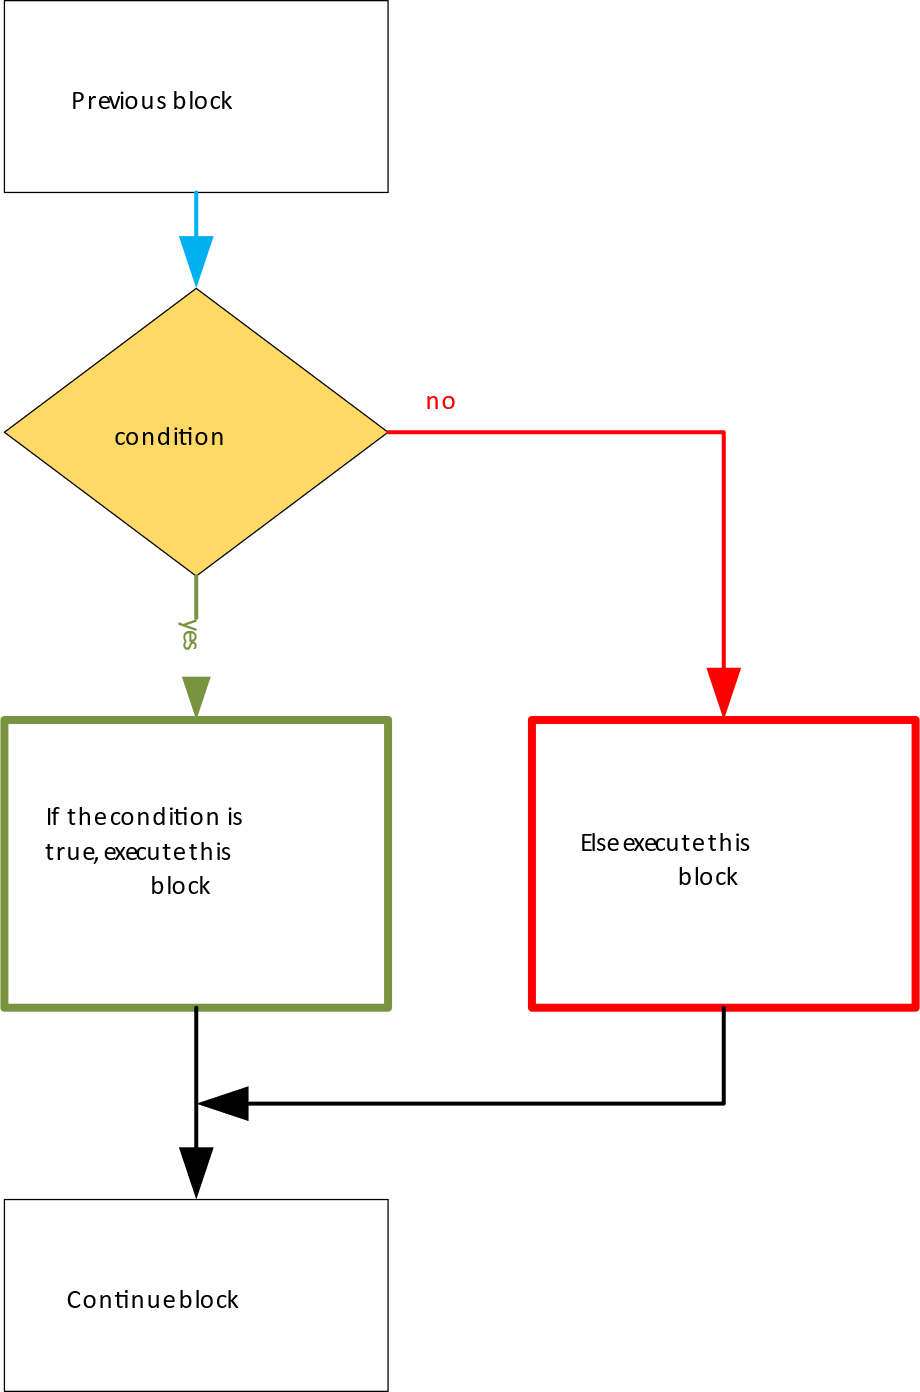 Previous block
condition
no
yes
If the condition is
true, execute this
block
Else execute this
block
Continue block